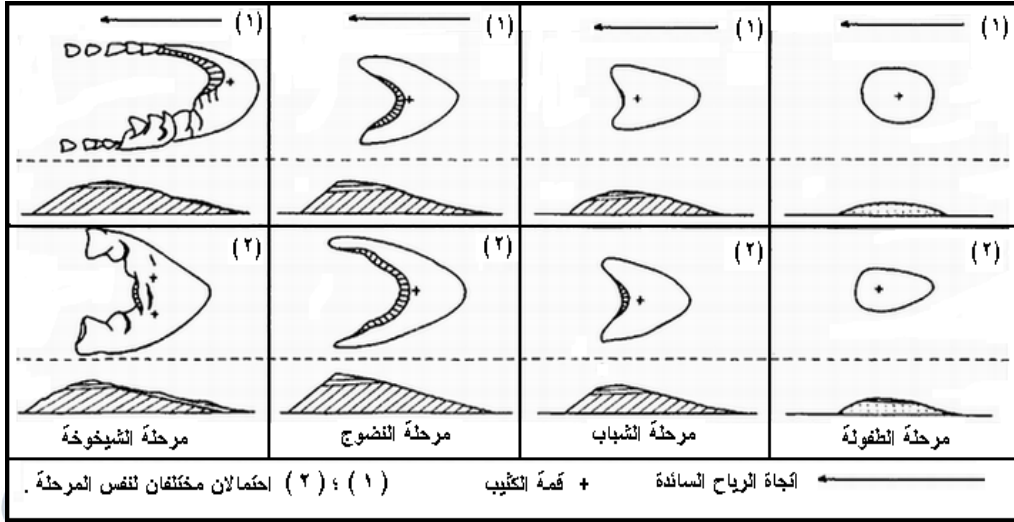 (١)
(١)
(١)
(١)
(٢)
(٢)
(٢)
(٢)
مرحلة الطفولة
مرحلة الشباب
مرحلة النضوج
مرحلة الشيخوخة
اتجاة الرياح السائدة
+ قمة الكثيب
(١) ؛ (٢) احتمالان مختلفان لنفس المرحلة .